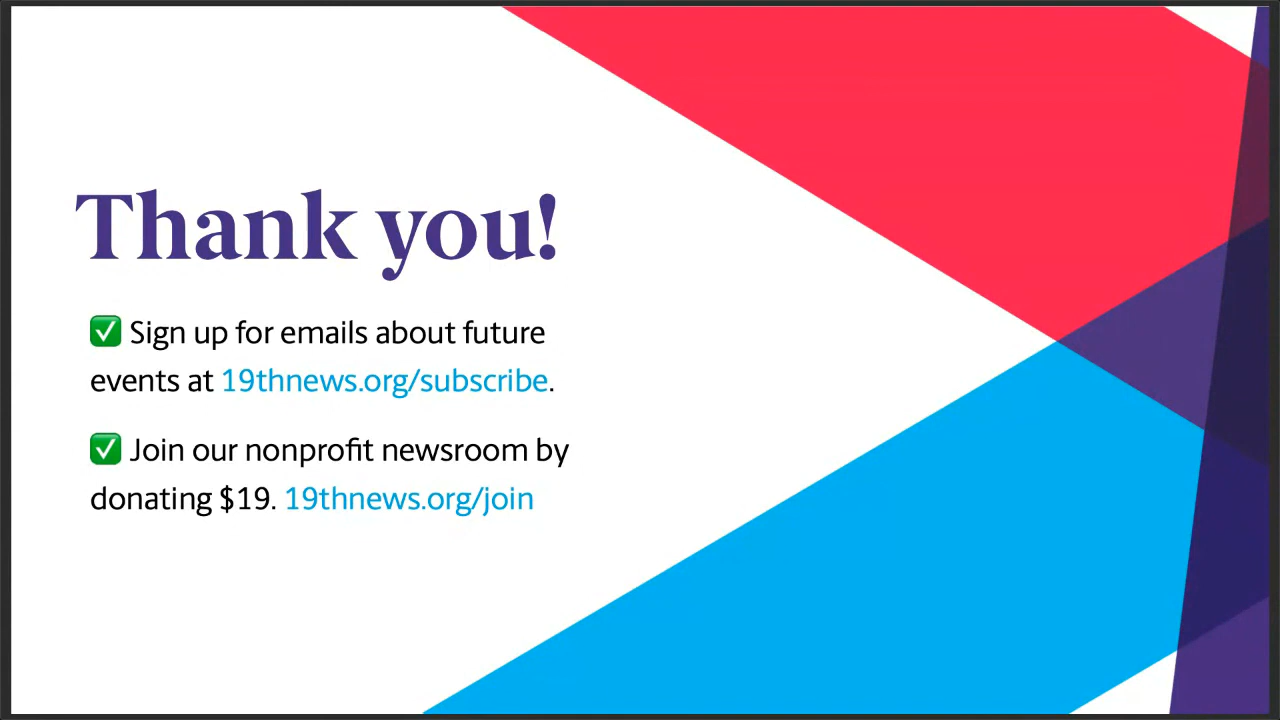 Thank you!
✅ Sign up for emails about future
events at 19thnews.org/subscribe.
✅ Join our nonprofit newsroom by
donating $19. 19thnews.org/join